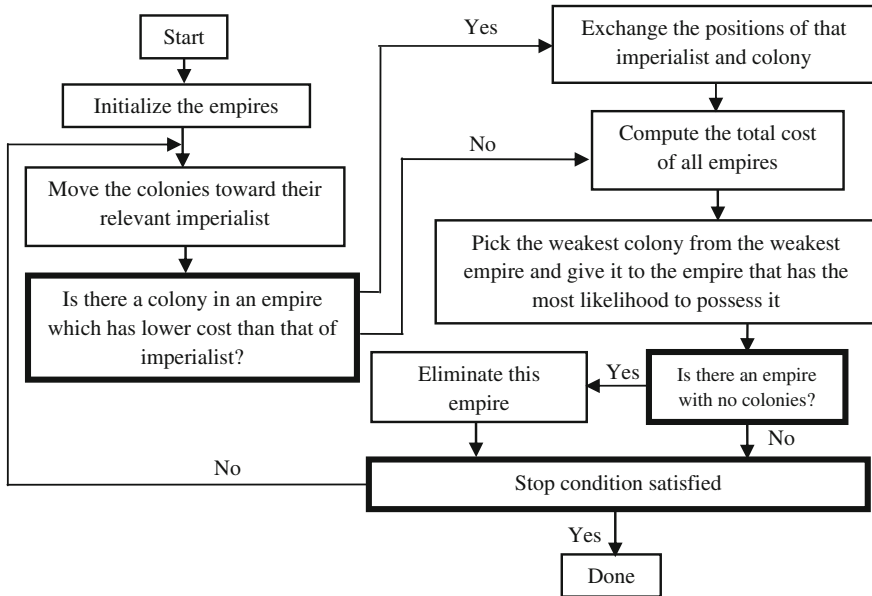 Start
Initialize the empires
Move the colonies toward their
relevant imperialist
Is there a colony in an empire
which has lower cost than that of
imperialist?
Yes
No
Exchange the positions of that
imperialist and colony
Compute the total cost
of all empires
Pick the weakest colony from the weakest
empire and give it to the empire that has the
most likelihood to possess it
Is there an empire
with no colonies?
Yes
Eliminate this
empire
No
Stop condition satisfied
No
Yes
Done